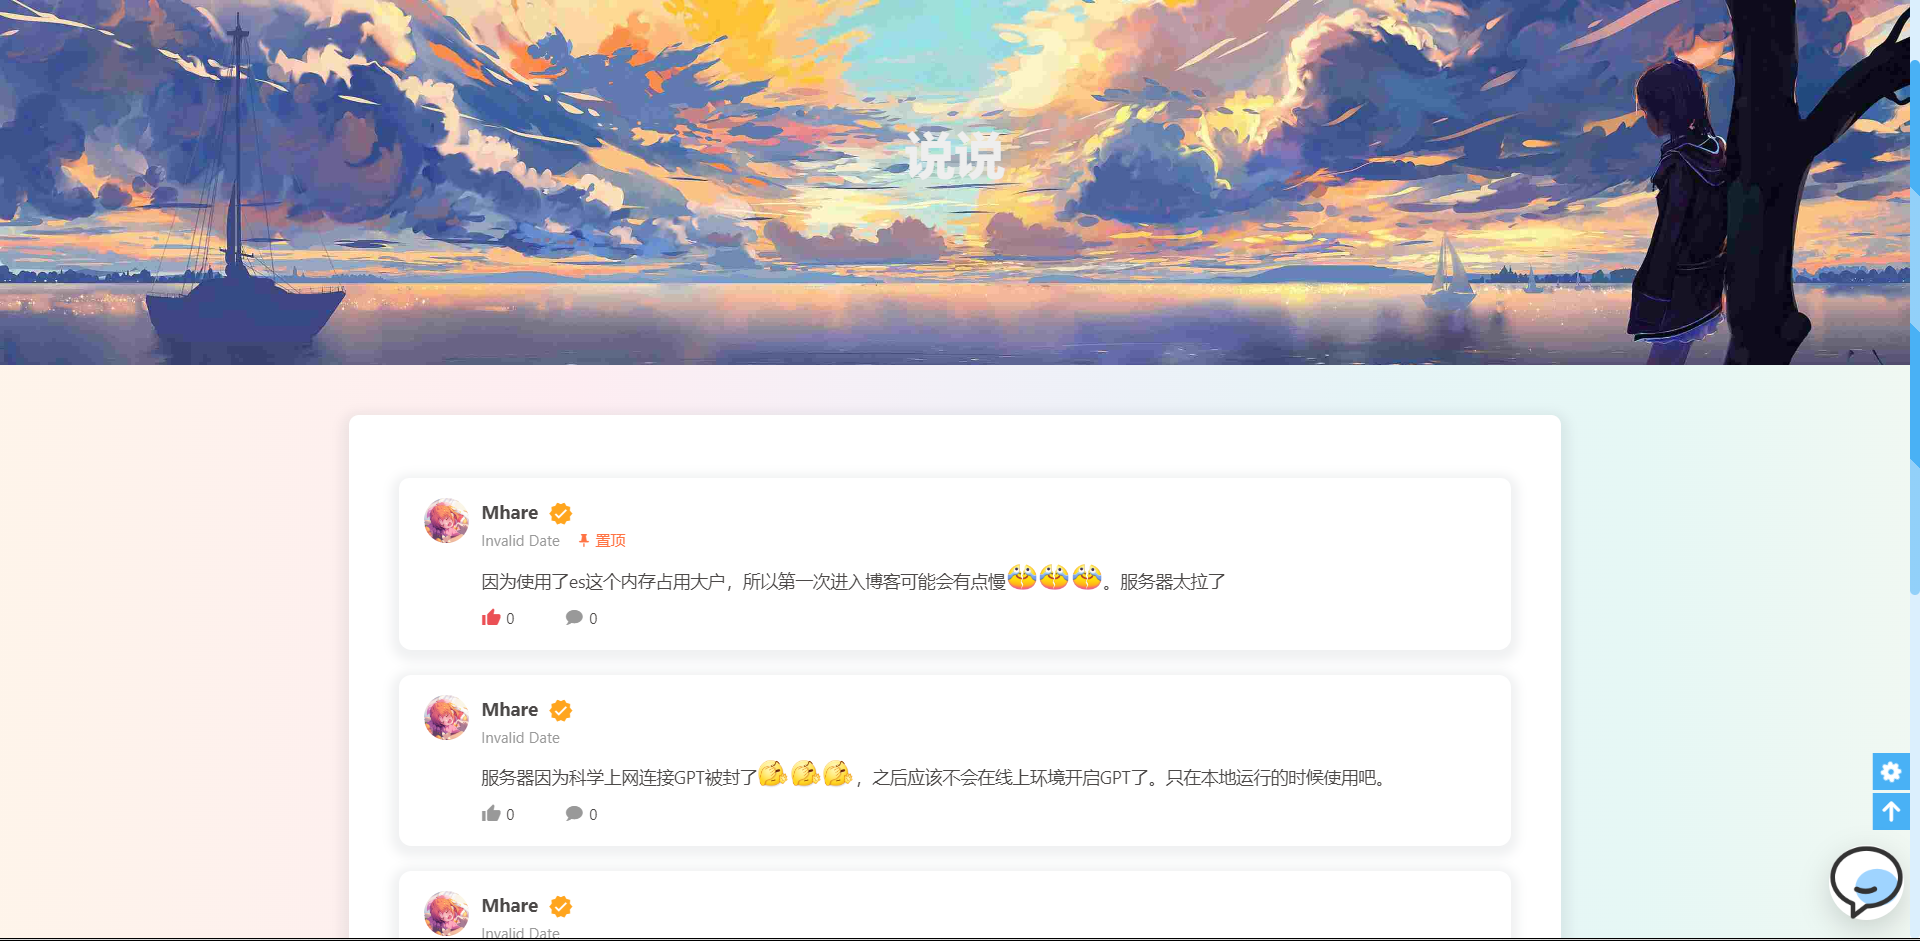 说说
Mhare
Invalid Date 置顶
因为使用了es这个内存占用大户，所以第一次进入博客可能会有点慢。服务器太拉了
0 0
Mhare
Invalid Date
服务器因为科学上网连接GPT被封了，之后应该不会在线上环境开启GPT了。只在本地运行的时候使用吧。
0 0
Mhare
Invalid Date